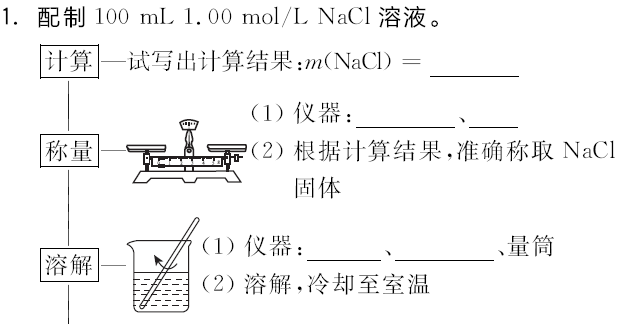 1. 配制 100 mL 1.00 mol/L NaCl 溶液。
计算 试写出计算结果:m(NaCl) = ______
(1) 仪器:______、____
称量 (2) 根据计算结果,准确称取 NaCl
固体
(1) 仪器:______、______、量筒
溶解 (2) 溶解,冷却至室温